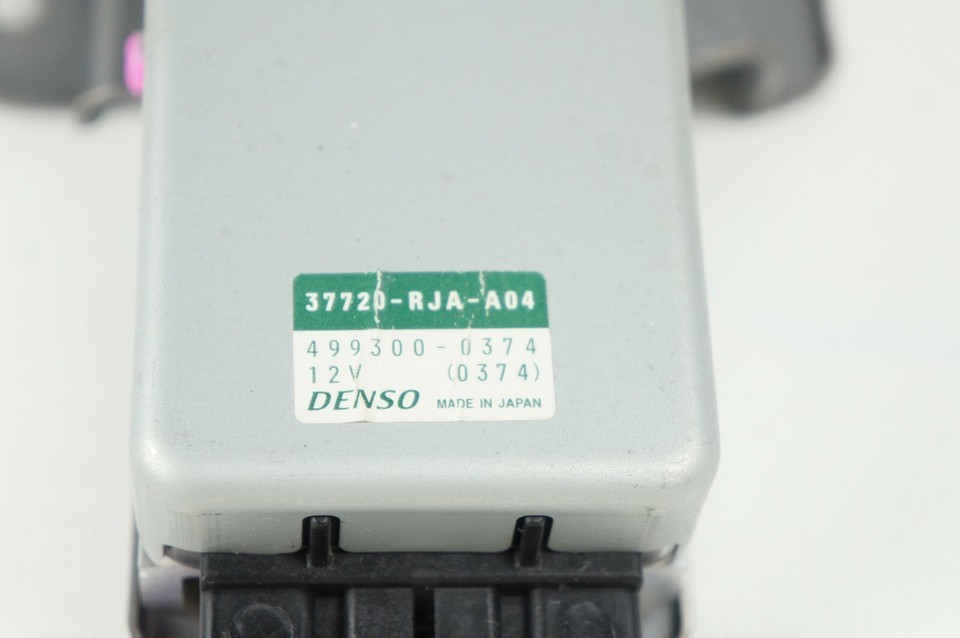 37720-RJA-A04
499300-0374
12V (0374)
DENSO MADE IN JAPAN